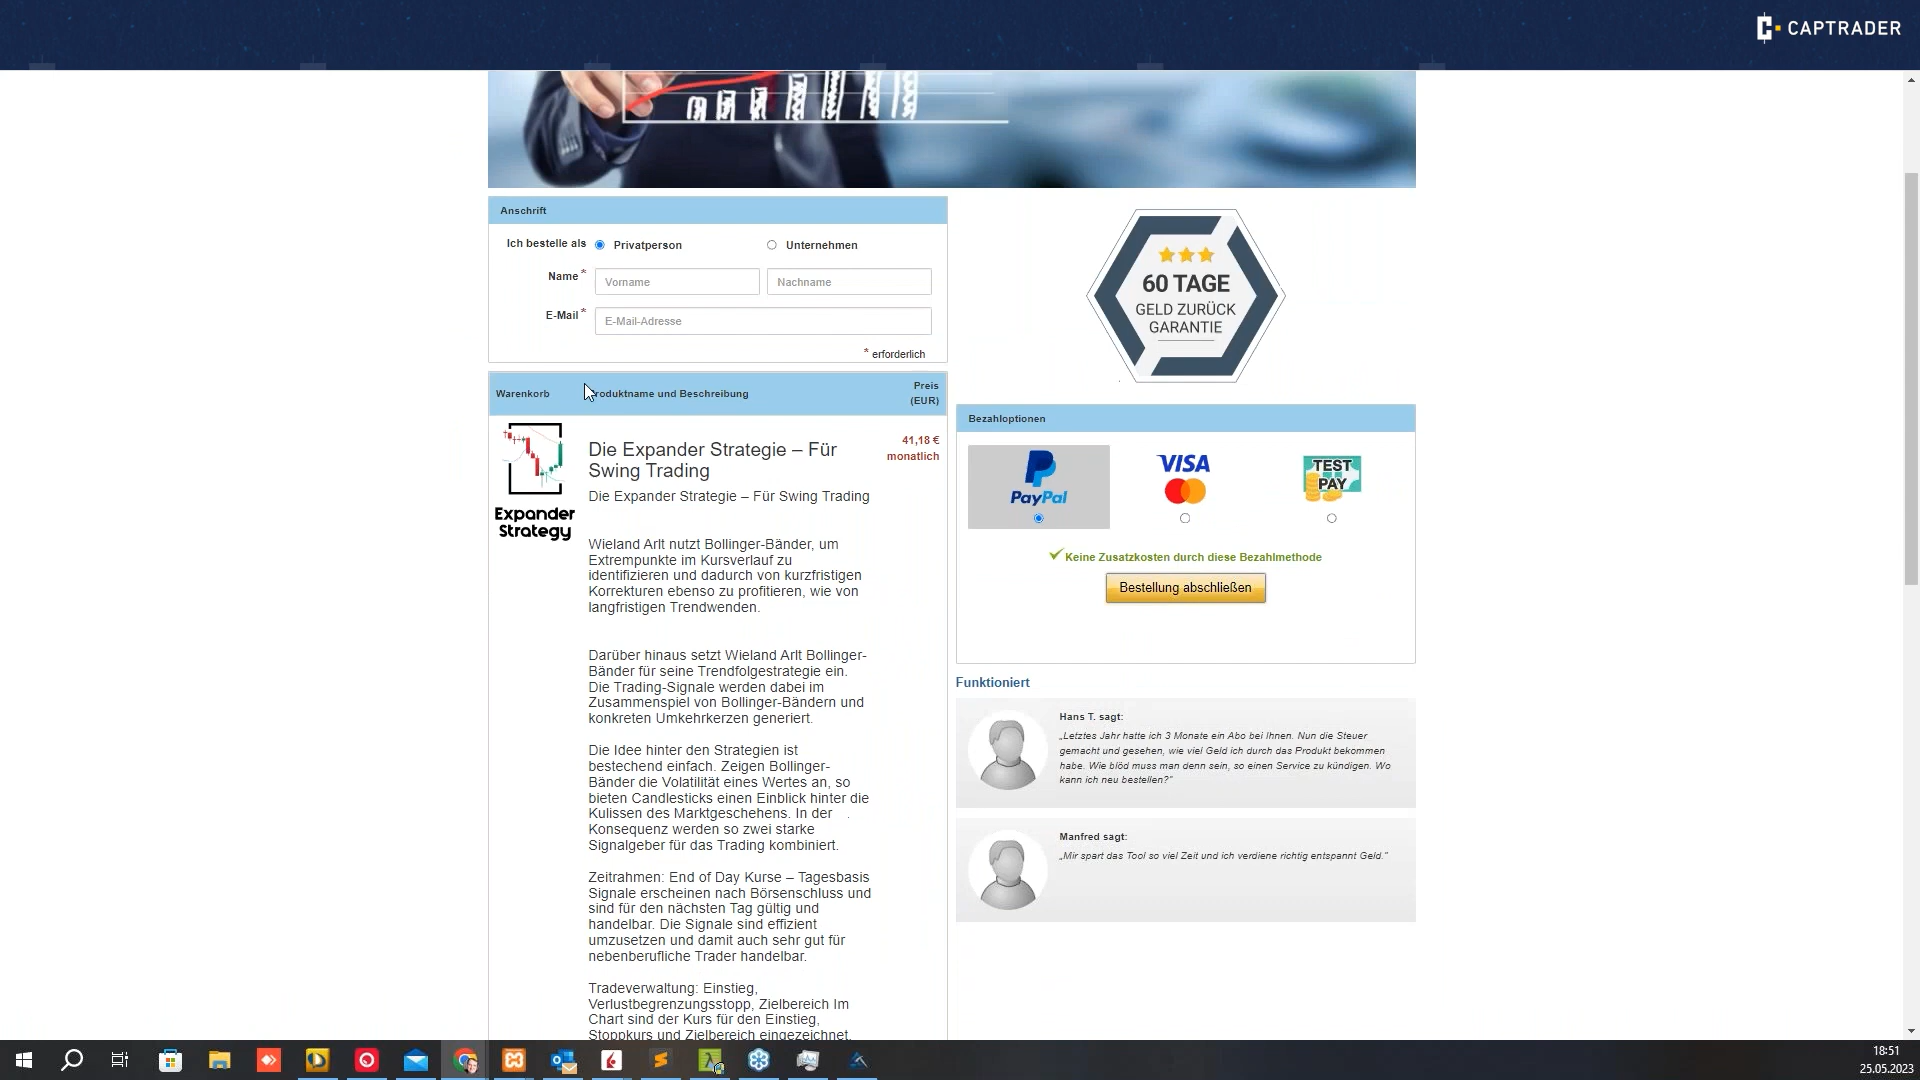 CAPTRADER
Anschrift
Ich bestelle als Privatperson Unternehmen
Name * Vorname Nachname
E-Mail * E-Mail-Adresse
* erforderlich
Warenkorb roduktname und Beschreibung Preis
(EUR)
Expander
Strategy
Die Expander Strategie – Für
Swing Trading
41,18 €
monatlich
Die Expander Strategie – Für Swing Trading
Wieland Arlt nutzt Bollinger-Bänder, um
Extrempunkte im Kursverlauf zu
identifizieren und dadurch von kurzfristigen
Korrekturen ebenso zu profitieren, wie von
langfristigen Trendwenden.
Darüber hinaus setzt Wieland Arlt Bollinger-
Bänder für seine Trendfolgestrategie ein.
Die Trading-Signale werden dabei im
Zusammenspiel von Bollinger-Bändern und
konkreten Umkehrkerzen generiert.
Die Idee hinter den Strategien ist
bestechend einfach. Zeigen Bollinger-
Bänder die Volatilität eines Wertes an, so
bieten Candlesticks einen Einblick hinter die
Kulissen des Marktgeschehens. In der
Konsequenz werden so zwei starke
Signalgeber für das Trading kombiniert.
Zeitrahmen: End of Day Kurse – Tagesbasis
Signale erscheinen nach Börsenschluss und
sind für den nächsten Tag gültig und
handelbar. Die Signale sind effizient
umzusetzen und damit auch sehr gut für
nebenberufliche Trader handelbar.
Tradeverwaltung: Einstieg,
Verlustbegrenzungsstopp, Zielbereich Im
Chart sind der Kurs für den Einstieg,
Stoppkurs und Zielbereich eingezeichnet.
60 TAGE
GELD ZURÜCK
GARANTIE
Bezahloptionen
PayPal
VISA
TEST
PAY
Keine Zusatzkosten durch diese Bezahlmethode
Bestellung abschließen
Funktioniert
Hans T. sagt:
„Letztes Jahr hatte ich 3 Monate ein Abo bei Ihnen. Nun die Steuer
gemacht und gesehen, wie viel Geld ich durch das Produkt bekommen
habe. Wie blöd muss man denn sein, so einen Service zu kündigen. Wo
kann ich neu bestellen?“
Manfred sagt:
„Mir spart das Tool so viel Zeit und ich verdiene richtig entspannt Geld.“
18:51
25.05.2023